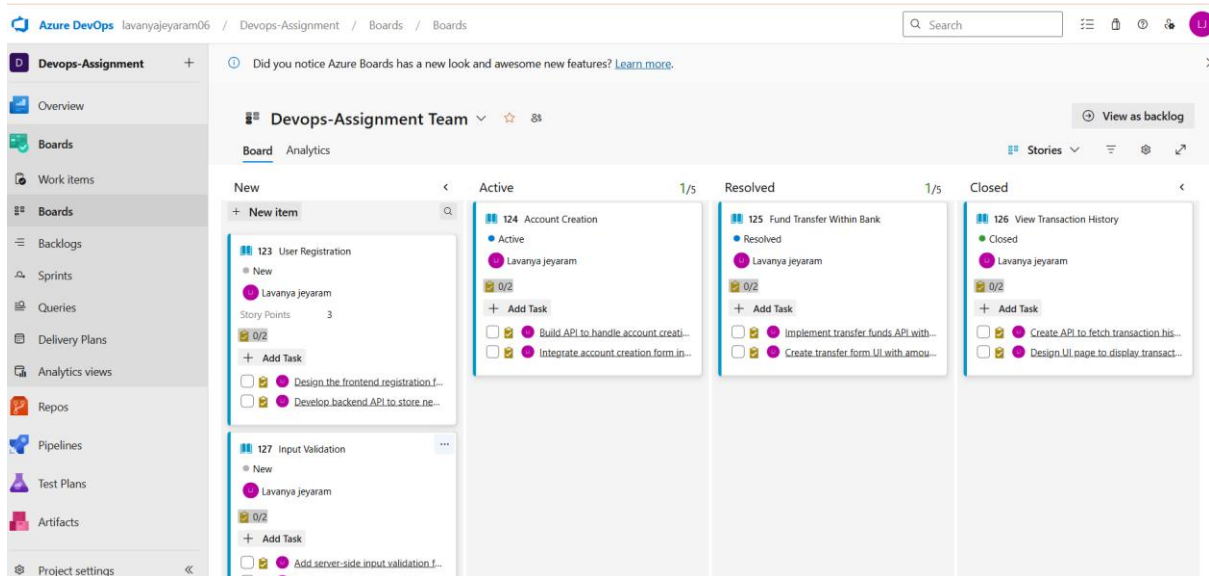 Azure DevOps lavanyajeyaram06 / Devops-Assignment / Boards / Boards
Search
LJ
D Devops-Assignment +
Did you notice Azure Boards has a new look and awesome new features? Learn more.
Overview
Boards
Work items
Boards
Backlogs
Sprints
Queries
Delivery Plans
Analytics views
Repos
Pipelines
Test Plans
Artifacts
Project settings
Devops-Assignment Team
View as backlog
Board Analytics
Stories
New
+ New item
123 User Registration
New
Lavanya jeyaram
Story Points 3
0/2
+ Add Task
Design the frontend registration f...
Develop backend API to store ne...
127 Input Validation
New
Lavanya jeyaram
0/2
+ Add Task
Add server-side input validation f...
Active 1/5
124 Account Creation
Active
Lavanya jeyaram
0/2
+ Add Task
Build API to handle account creati...
Integrate account creation form in...
Resolved 1/5
125 Fund Transfer Within Bank
Resolved
Lavanya jeyaram
0/2
+ Add Task
Implement transfer funds API with...
Create transfer form UI with amou...
Closed
126 View Transaction History
Closed
Lavanya jeyaram
0/2
+ Add Task
Create API to fetch transaction his...
Design UI page to display transact...